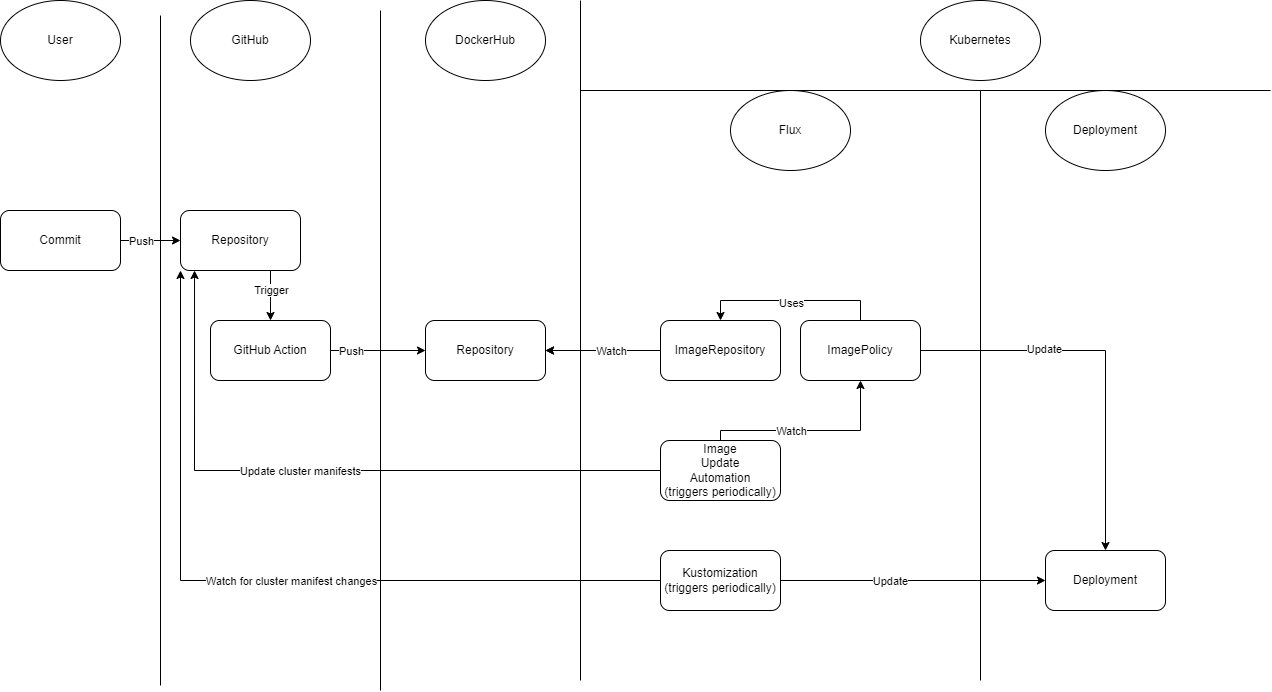 User
GitHub
DockerHub
Kubernetes
Flux
Deployment
Commit
Push
Repository
Trigger
GitHub Action
Push
Repository
Watch
ImageRepository
Uses
ImagePolicy
Update
Watch
Image
Update
Automation
(triggers periodically)
Update cluster manifests
Watch for cluster manifest changes
Kustomization
(triggers periodically)
Update
Deployment